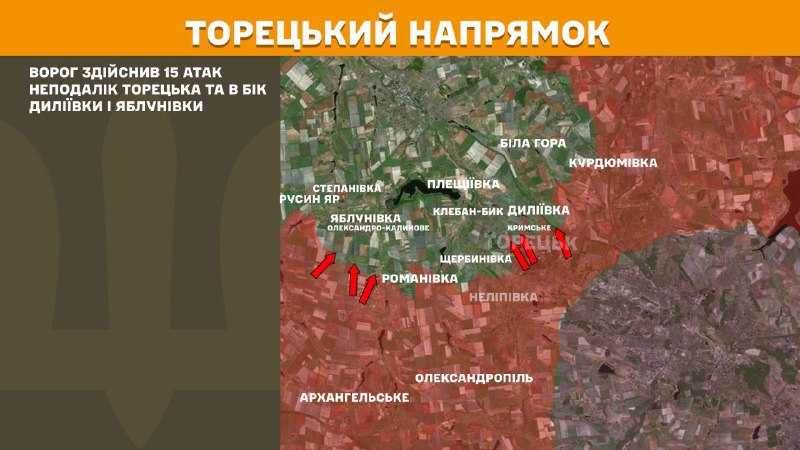 ТОРЕЦЬКИЙ НАПРЯМОК
ВОРОГ ЗДІЙСНИВ 15 АТАК
НЕПОДАЛІК ТОРЕЦЬКА ТА В БІК
ДИЛІЇВКИ І ЯБЛУНІВКИ
БІЛА ГОРА
КУРДЮМІВКА
ПЛЕЩІЇВКА
СТЕПАНІВКА
РУСИН ЯР
КЛЕБАН-БИК
ДИЛІЇВКА
ЯБЛУНІВКА
ОЛЕКСАНДРО-КАЛИНОВЕ
КРИМСЬКЕ
ТОРЕЦЬК
ЩЕРБИНІВКА
РОМАНІВКА
НЕЛІПІВКА
ОЛЕКСАНДРОПІЛЬ
АРХАНГЕЛЬСЬКЕ